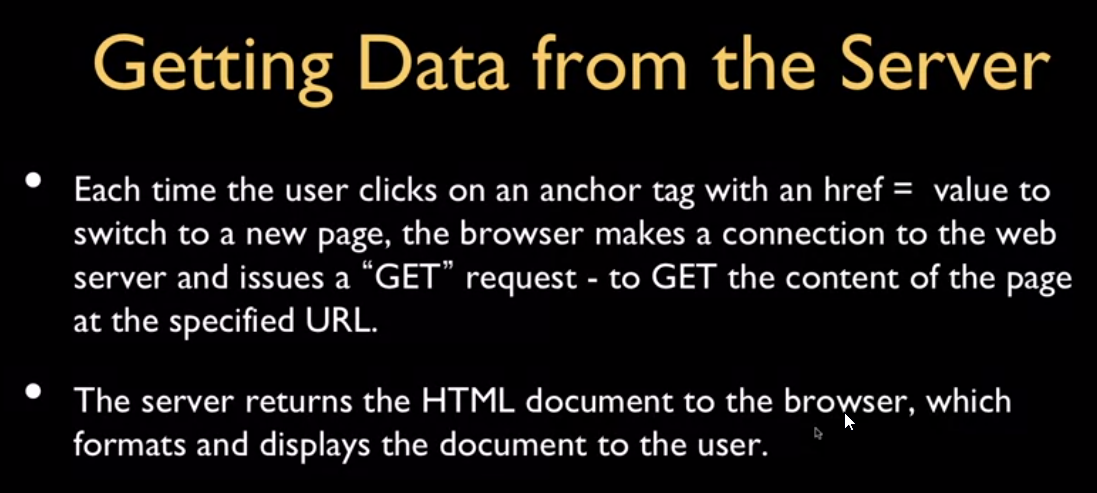 Getting Data from the Server
• Each time the user clicks on an anchor tag with an href = value to
switch to a new page, the browser makes a connection to the web
server and issues a “GET” request - to GET the content of the page
at the specified URL.
• The server returns the HTML document to the browser, which
formats and displays the document to the user.